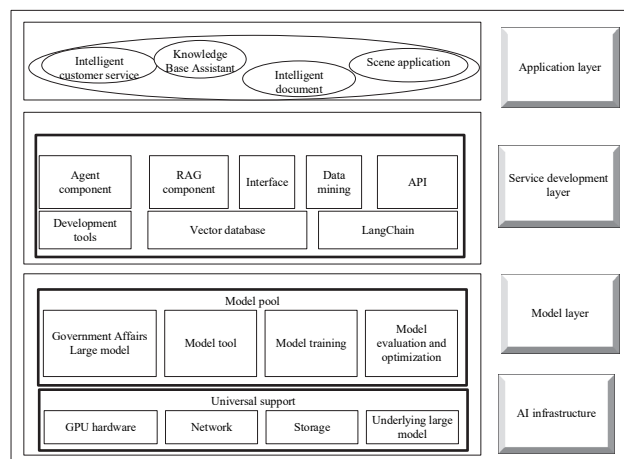 Intelligent
customer service
Knowledge
Base Assistant
Intelligent
document
Scene application
Application layer
Agent
component
RAG
component
Interface
Data
mining
API
Development
tools
Vector database
LangChain
Service development
layer
Model pool
Government Affairs
Large model
Model tool
Model training
Model
evaluation and
optimization
Model layer
Universal support
GPU hardware
Network
Storage
Underlying large
model
AI infrastructure